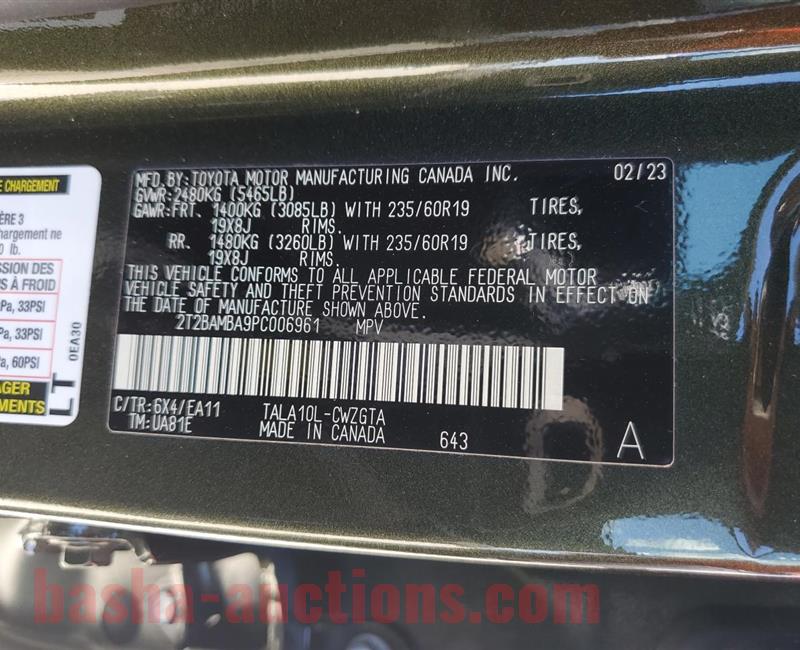 E CHARGEMENT
ÈRE 3
chargement ne
0 lb.
SSION DES
S À FROID
Pa, 33PSI
Pa, 33PSI
a, 60PSI
AGER
MENTS
LT
0EA30
MFD. BY: TOYOTA MOTOR MANUFACTURING CANADA INC. 02/23
GVWR: 2480KG (5465LB)
GAWR: FRT. 1400KG (3085LB) WITH 235/60R19 TIRES,
19X8J RIMS.
RR. 1480KG (3260LB) WITH 235/60R19 TIRES,
19X8J RIMS.
THIS VEHICLE CONFORMS TO ALL APPLICABLE FEDERAL MOTOR
VEHICLE SAFETY AND THEFT PREVENTION STANDARDS IN EFFECT ON
THE DATE OF MANUFACTURE SHOWN ABOVE.
2T2BAMBA9PC006961 MPV
C/TR: 6X4/EA11 TALA10L-CWZGTA
TM: UA81E MADE IN CANADA 643 A
basha-auctions.com